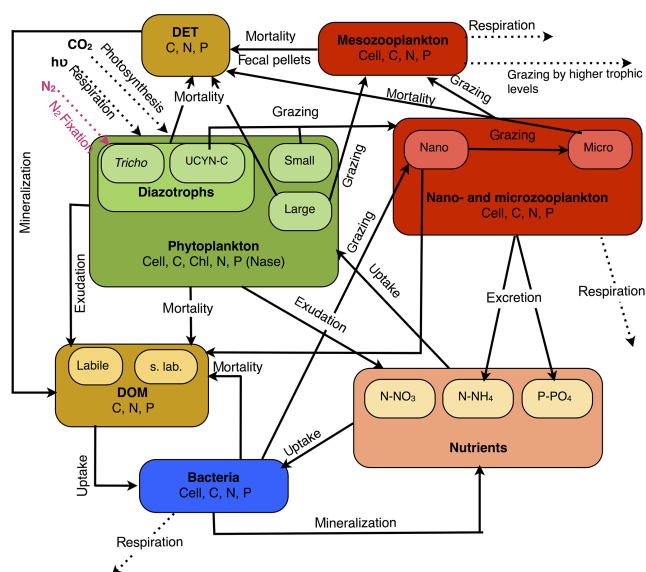 DET
C, N, P
Mortality
Fecal pellets
Mesozooplankton
Cell, C, N, P
Respiration
Grazing by higher trophic
levels
CO₂
hυ
N₂
Photosynthesis
Respiration
N₂ Fixation
Mortality
Grazing
Mortality
Grazing
Grazing
Tricho
UCYN-C
Small
Diazotrophs
Large
Phytoplankton
Cell, C, Chl, N, P (Nase)
Nano
Grazing
Micro
Nano- and microzooplankton
Cell, C, N, P
Mineralization
Exudation
Mortality
Exudation
Grazing
Uptake
Excretion
Respiration
Labile
s. lab.
DOM
C, N, P
Mortality
N-NO₃
N-NH₄
P-PO₄
Nutrients
Uptake
Uptake
Bacteria
Cell, C, N, P
Mineralization
Respiration